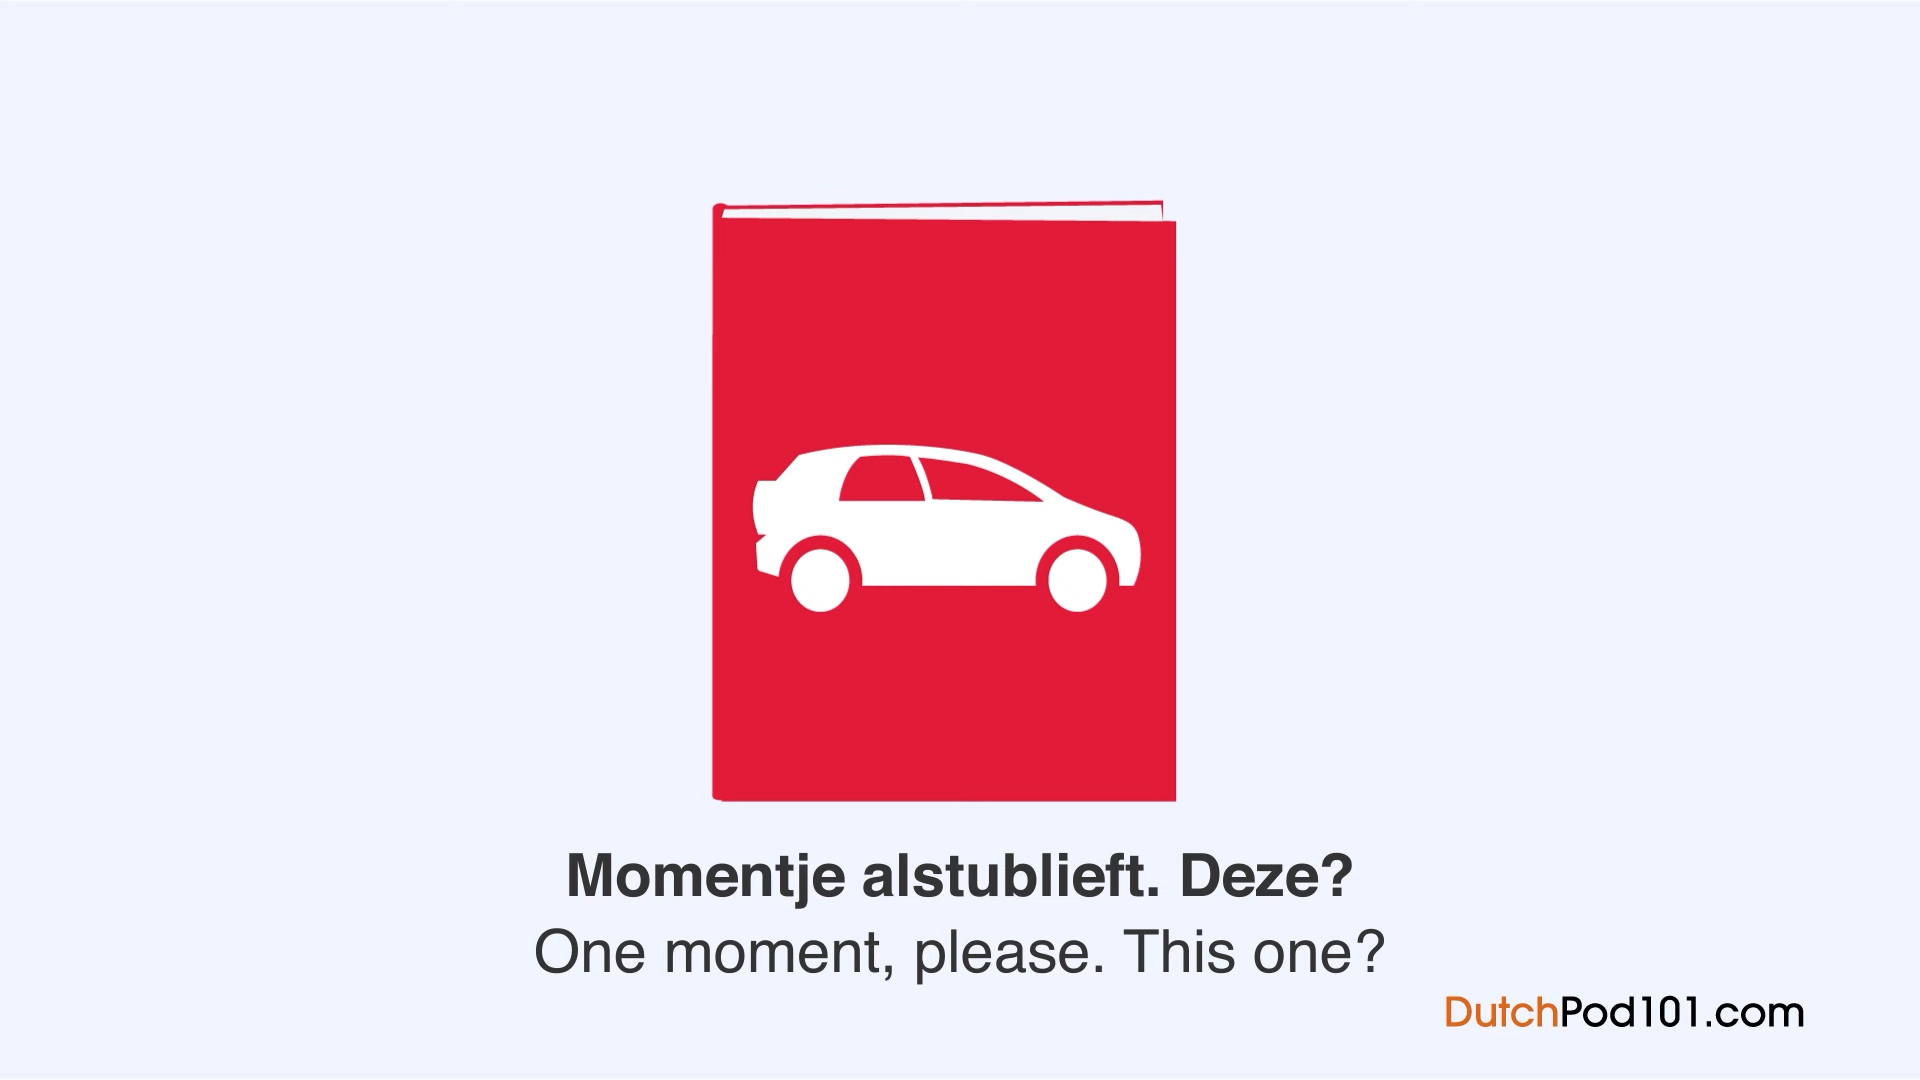 Momentje alstublieft. Deze?
One moment, please. This one?
DutchPod101.com